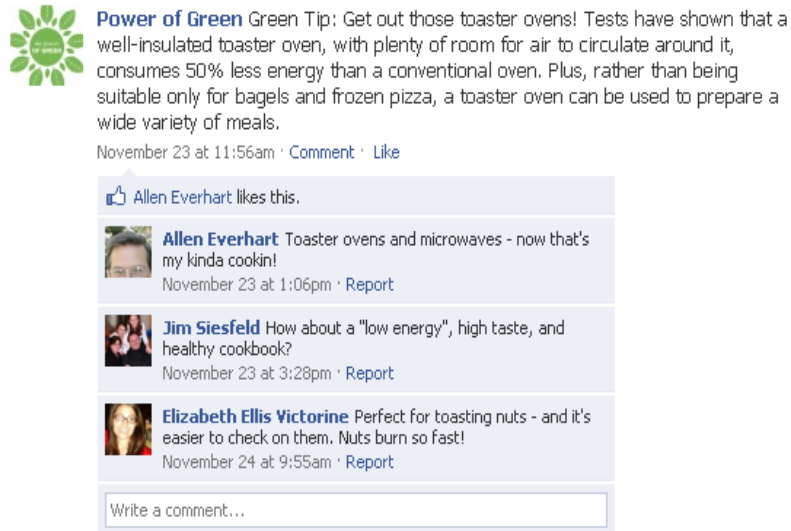 Power of Green Green Tip: Get out those toaster ovens! Tests have shown that a
well-insulated toaster oven, with plenty of room for air to circulate around it,
consumes 50% less energy than a conventional oven. Plus, rather than being
suitable only for bagels and frozen pizza, a toaster oven can be used to prepare a
wide variety of meals.
November 23 at 11:56am · Comment · Like
Allen Everhart likes this.
Allen Everhart Toaster ovens and microwaves - now that's
my kinda cookin!
November 23 at 1:06pm · Report
Jim Siesfeld How about a "low energy", high taste, and
healthy cookbook?
November 23 at 3:28pm · Report
Elizabeth Ellis Victorine Perfect for toasting nuts - and it's
easier to check on them. Nuts burn so fast!
November 24 at 9:55am · Report
Write a comment...